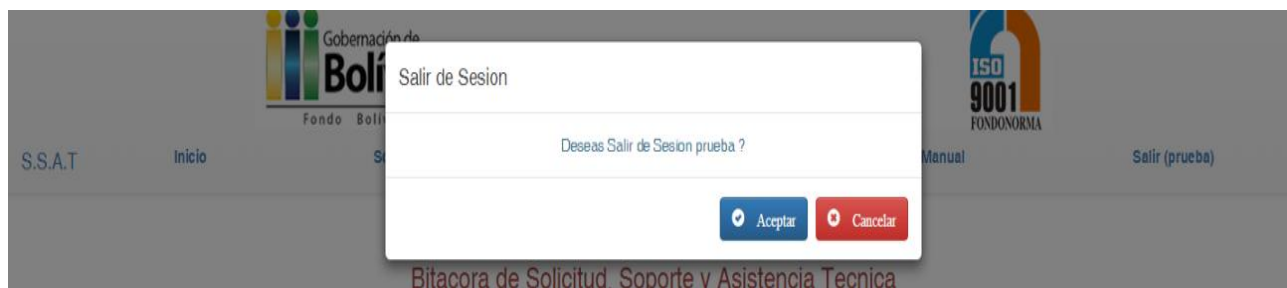 Gobernación de
Bolí
Fondo Bolív
ISO
9001
FONDONORMA
S.S.A.T
Inicio
Manual
Salir (prueba)
Salir de Sesion
Deseas Salir de Sesion prueba ?
Aceptar
Cancelar
Bitacora de Solicitud, Soporte y Asistencia Tecnica